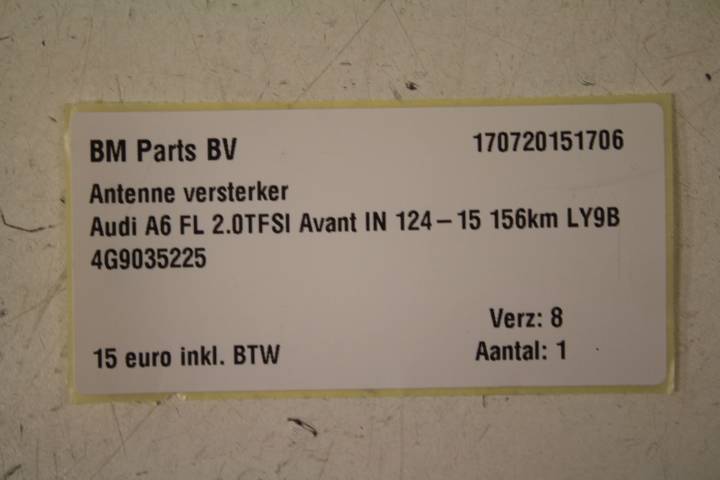 BM Parts BV 170720151706
Antenne versterker
Audi A6 FL 2.0TFSI Avant IN 124-15 156km LY9B
4G9035225
Verz: 8
15 euro inkl. BTW Aantal: 1